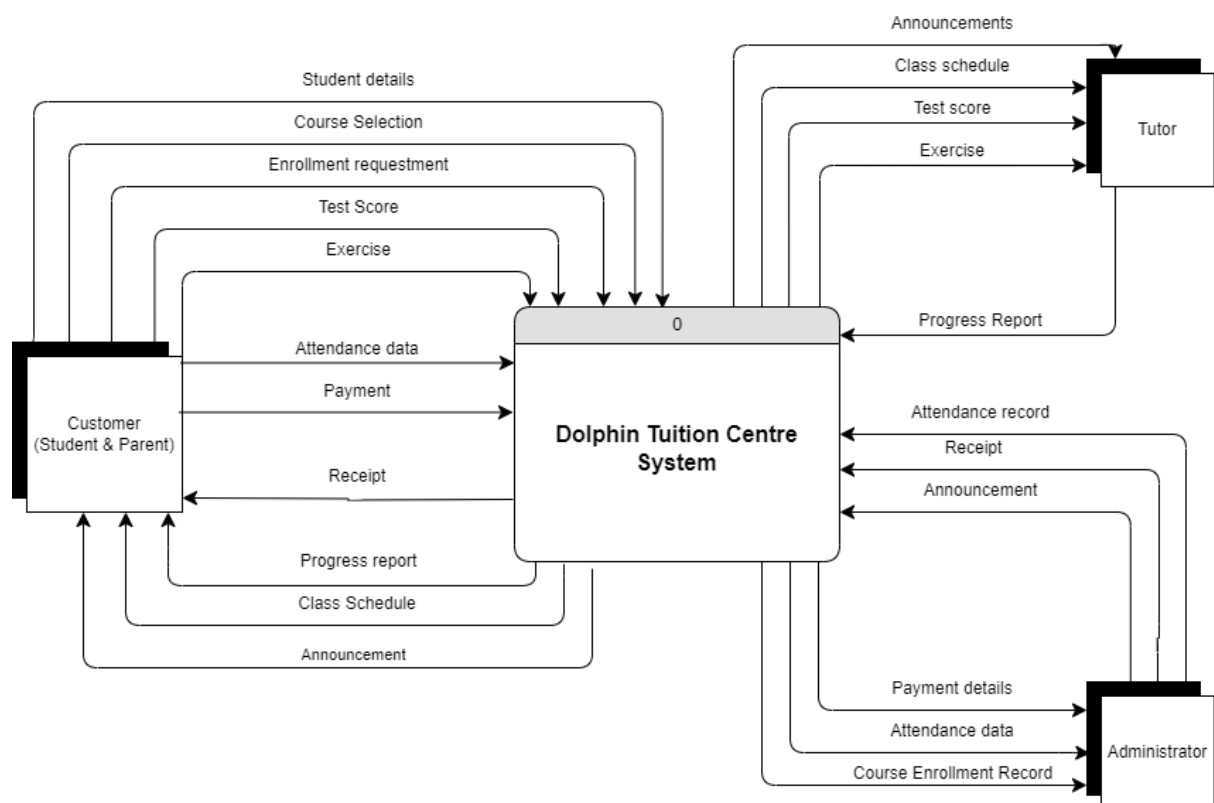 Announcements
Class schedule
Test score
Exercise
Tutor
Student details
Course Selection
Enrollment requestment
Test Score
Exercise
0
Progress Report
Attendance data
Payment
Customer
(Student & Parent)
Dolphin Tuition Centre
System
Receipt
Attendance record
Receipt
Announcement
Progress report
Class Schedule
Announcement
Payment details
Attendance data
Course Enrollment Record
Administrator